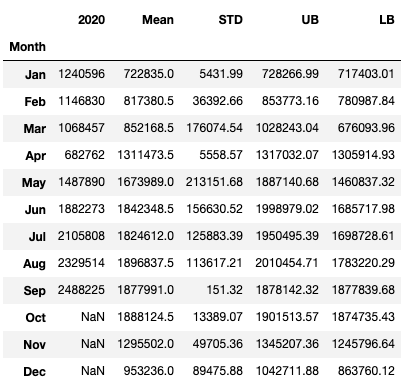 2020 Mean STD UB LB
Month
Jan 1240596 722835.0 5431.99 728266.99 717403.01
Feb 1146830 817380.5 36392.66 853773.16 780987.84
Mar 1068457 852168.5 176074.54 1028243.04 676093.96
Apr 682762 1311473.5 5558.57 1317032.07 1305914.93
May 1487890 1673989.0 213151.68 1887140.68 1460837.32
Jun 1882273 1842348.5 156630.52 1998979.02 1685717.98
Jul 2105808 1824612.0 125883.39 1950495.39 1698728.61
Aug 2329514 1896837.5 113617.21 2010454.71 1783220.29
Sep 2488225 1877991.0 151.32 1878142.32 1877839.68
Oct NaN 1888124.5 13389.07 1901513.57 1874735.43
Nov NaN 1295502.0 49705.36 1345207.36 1245796.64
Dec NaN 953236.0 89475.88 1042711.88 863760.12